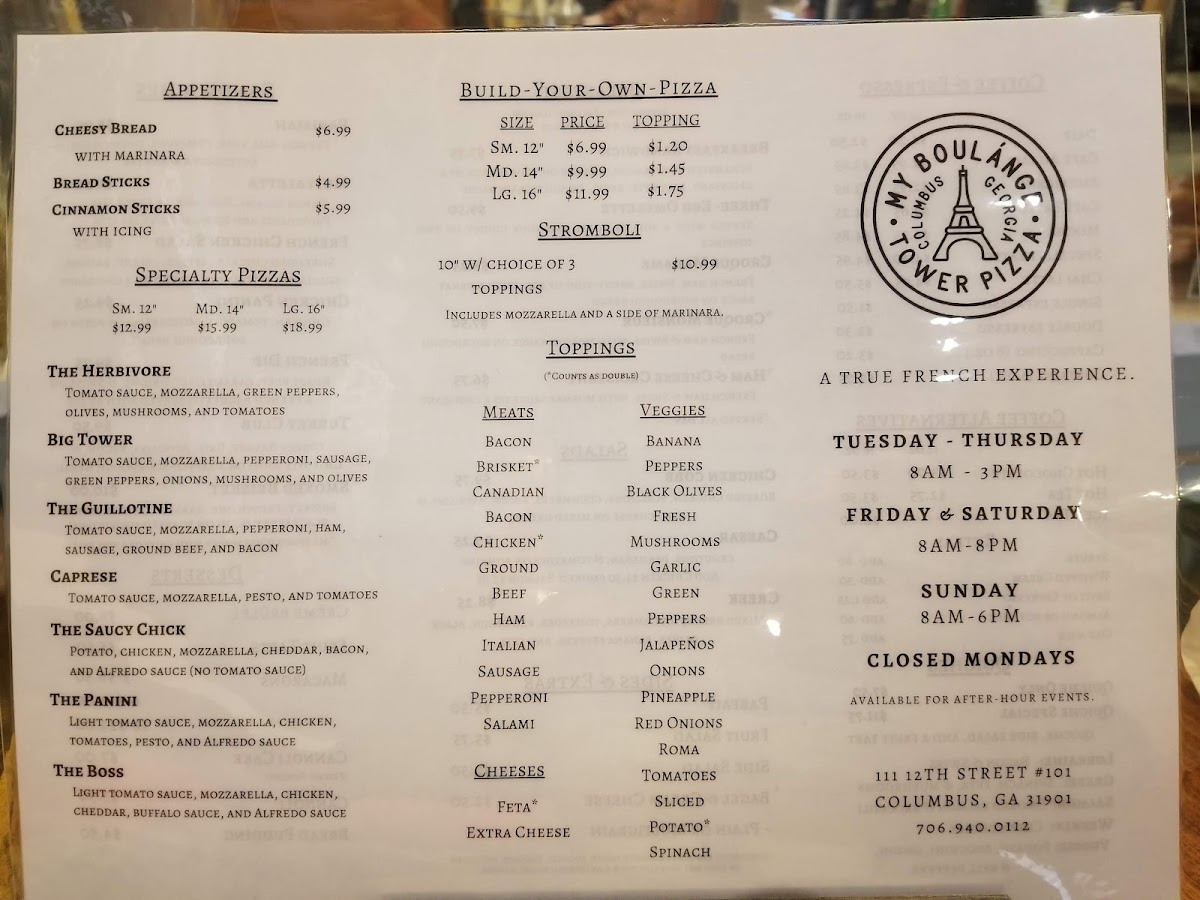 APPETIZERS
CHEESY BREAD $6.99
WITH MARINARA
BREAD STICKS $4.99
CINNAMON STICKS $5.99
WITH ICING
SPECIALTY PIZZAS
SM. 12" MD. 14" LG. 16"
$12.99 $15.99 $18.99
THE HERBIVORE
TOMATO SAUCE, MOZZARELLA, GREEN PEPPERS,
OLIVES, MUSHROOMS, AND TOMATOES
BIG TOWER
TOMATO SAUCE, MOZZARELLA, PEPPERONI, SAUSAGE,
GREEN PEPPERS, ONIONS, MUSHROOMS, AND OLIVES
THE GUILLOTINE
TOMATO SAUCE, MOZZARELLA, PEPPERONI, HAM,
SAUSAGE, GROUND BEEF, AND BACON
CAPRESE
TOMATO SAUCE, MOZZARELLA, PESTO, AND TOMATOES
THE SAUCY CHICK
POTATO, CHICKEN, MOZZARELLA, CHEDDAR, BACON,
AND ALFREDO SAUCE (NO TOMATO SAUCE)
THE PANINI
LIGHT TOMATO SAUCE, MOZZARELLA, CHICKEN,
TOMATOES, PESTO, AND ALFREDO SAUCE
THE BOSS
LIGHT TOMATO SAUCE, MOZZARELLA, CHICKEN,
CHEDDAR, BUFFALO SAUCE, AND ALFREDO SAUCE
BUILD-YOUR-OWN-PIZZA
SIZE PRICE TOPPING
SM. 12" $6.99 $1.20
MD. 14" $9.99 $1.45
LG. 16" $11.99 $1.75
STROMBOLI
10" W/ CHOICE OF 3 $10.99
TOPPINGS
INCLUDES MOZZARELLA AND A SIDE OF MARINARA.
TOPPINGS
(*COUNTS AS DOUBLE)
MEATS
BACON
BRISKET*
CANADIAN
BACON
CHICKEN*
GROUND
BEEF
HAM
ITALIAN
SAUSAGE
PEPPERONI
SALAMI
CHEESES
FETA*
EXTRA CHEESE
VEGGIES
BANANA
PEPPERS
BLACK OLIVES
FRESH
MUSHROOMS
GARLIC
GREEN
PEPPERS
JALAPEÑOS
ONIONS
PINEAPPLE
RED ONIONS
ROMA
TOMATOES
SLICED
POTATO*
SPINACH
MY BOULÁNGE
COLUMBUS GEORGIA
TOWER PIZZA
A TRUE FRENCH EXPERIENCE.
TUESDAY - THURSDAY
8AM - 3PM
FRIDAY & SATURDAY
8AM-8PM
SUNDAY
8AM-6PM
CLOSED MONDAYS
AVAILABLE FOR AFTER-HOUR EVENTS.
111 12TH STREET #101
COLUMBUS, GA 31901
706.940.0112